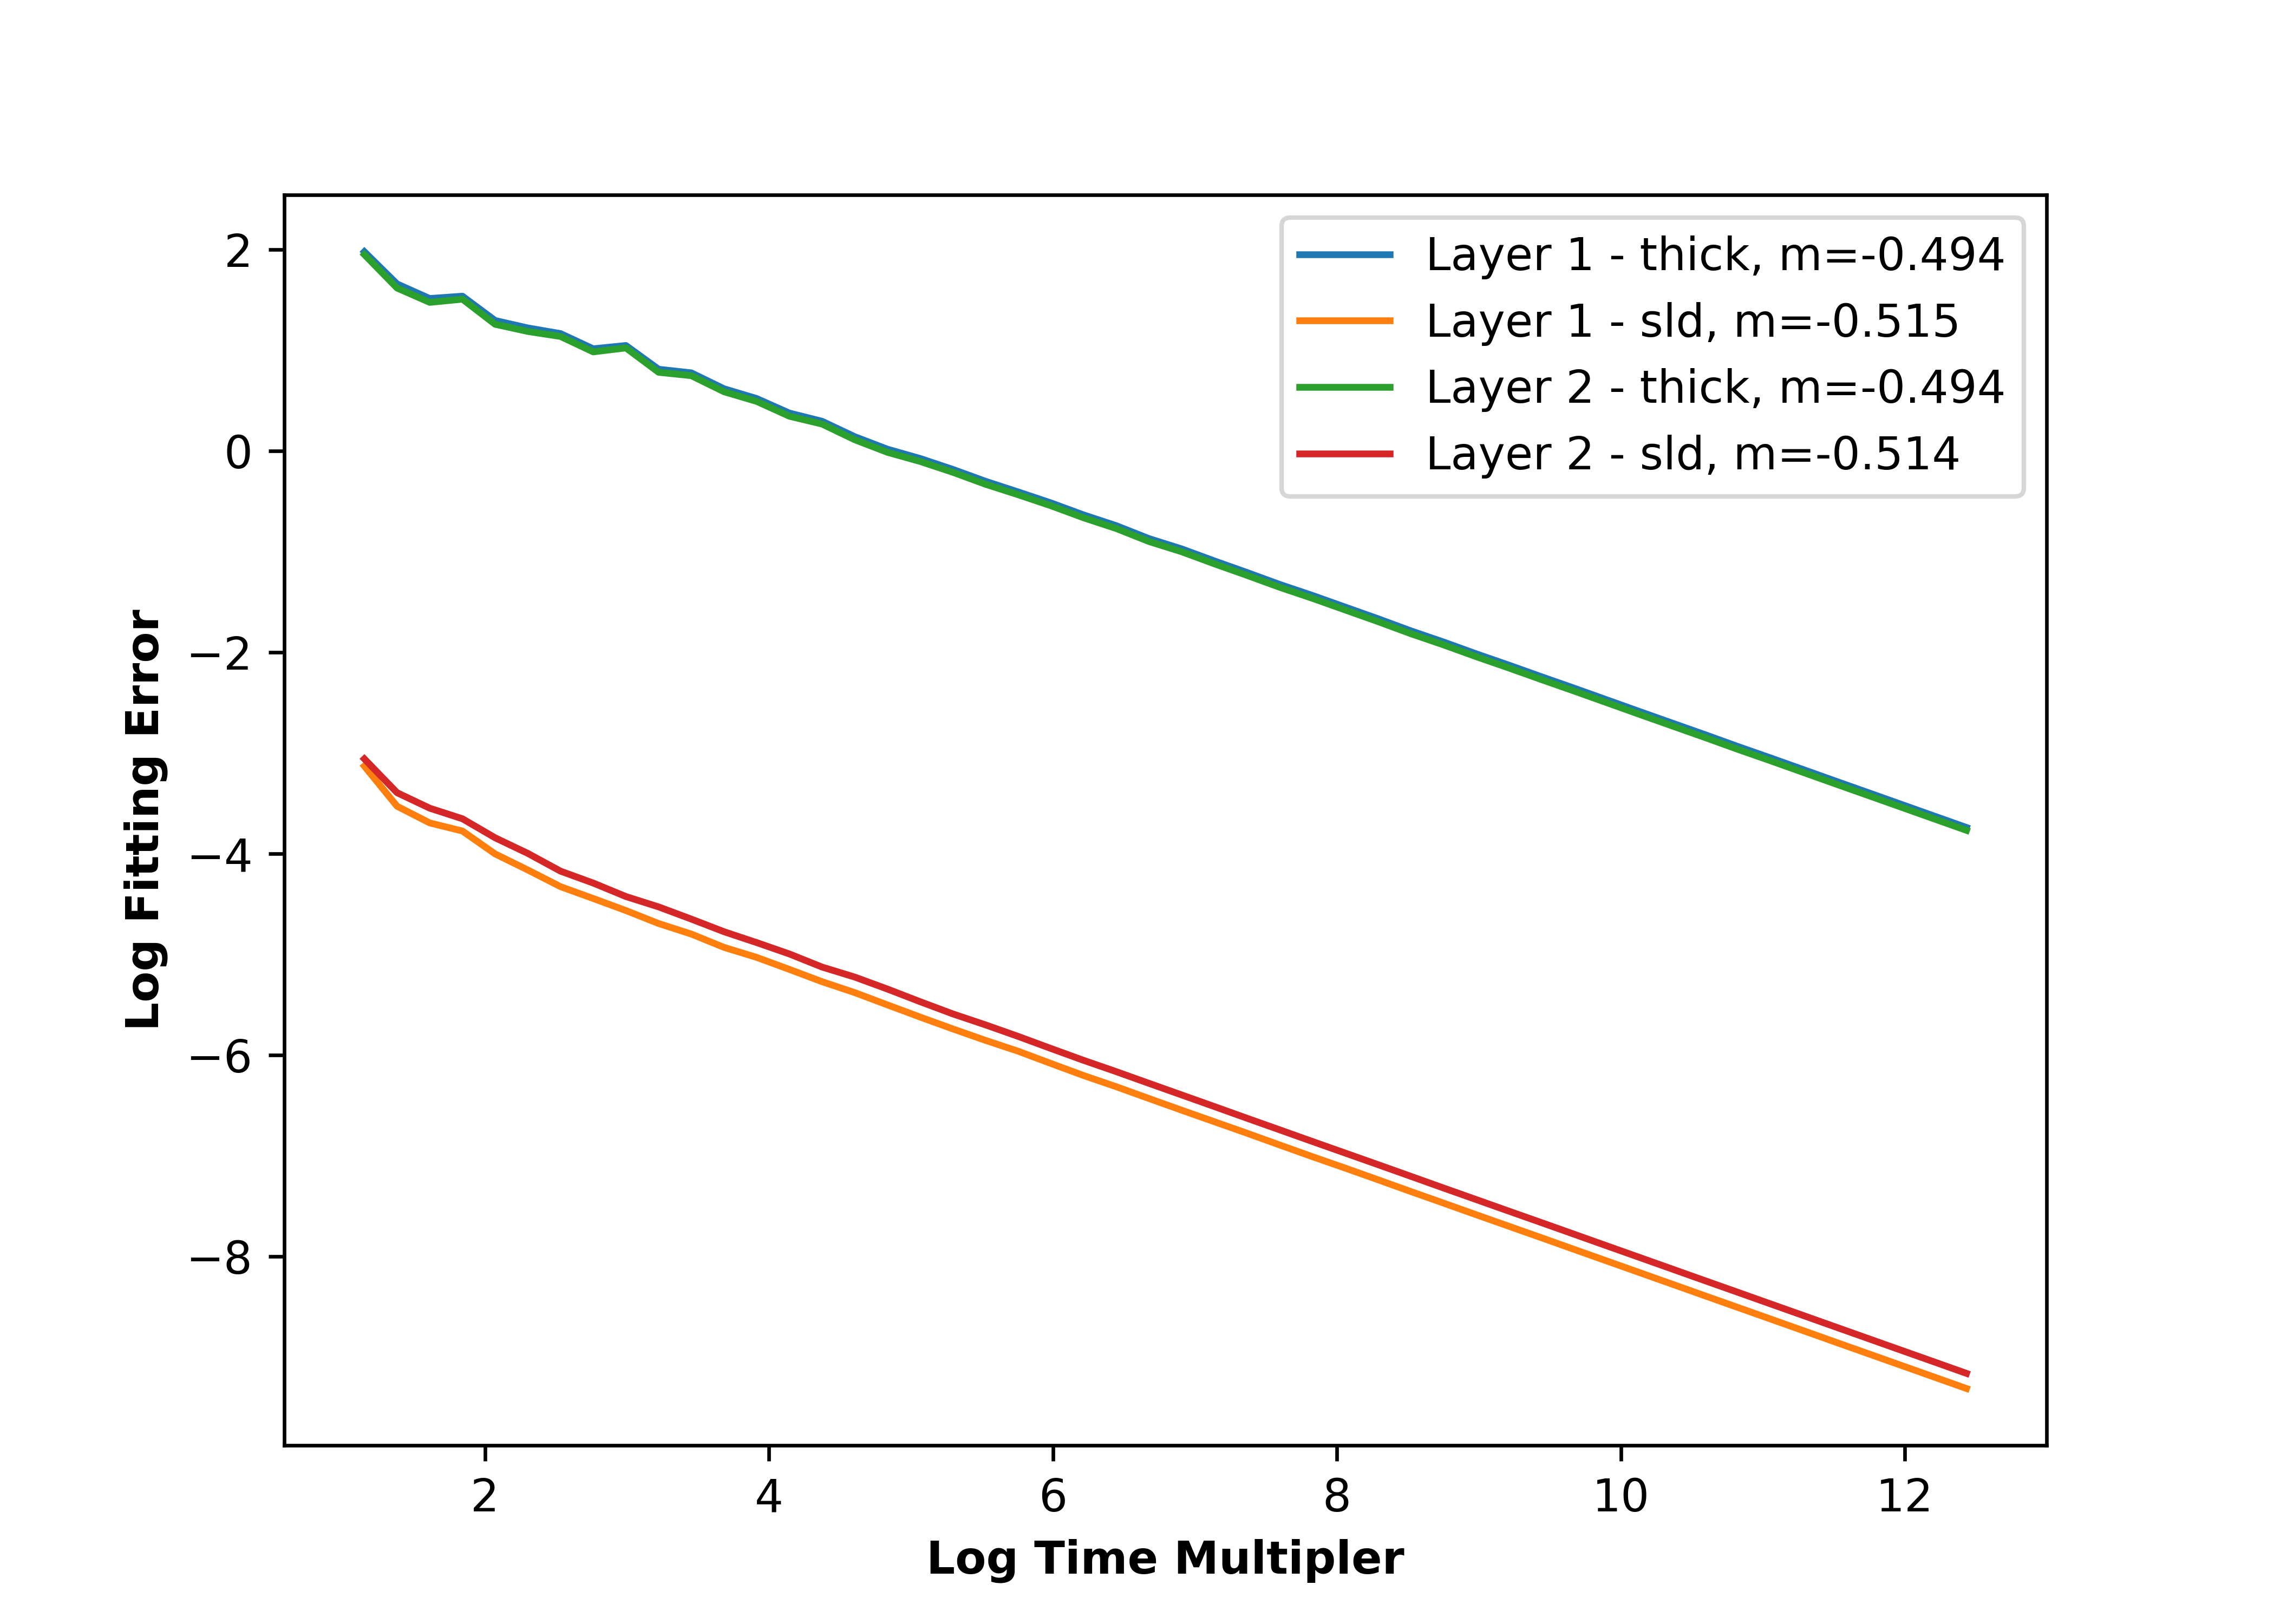 Layer 1 - thick, m=-0.494
Layer 1 - sld, m=-0.515
Layer 2 - thick, m=-0.494
Layer 2 - sld, m=-0.514
Log Fitting Error
2
0
−2
−4
−6
−8
2 4 6 8 10 12
Log Time Multipler